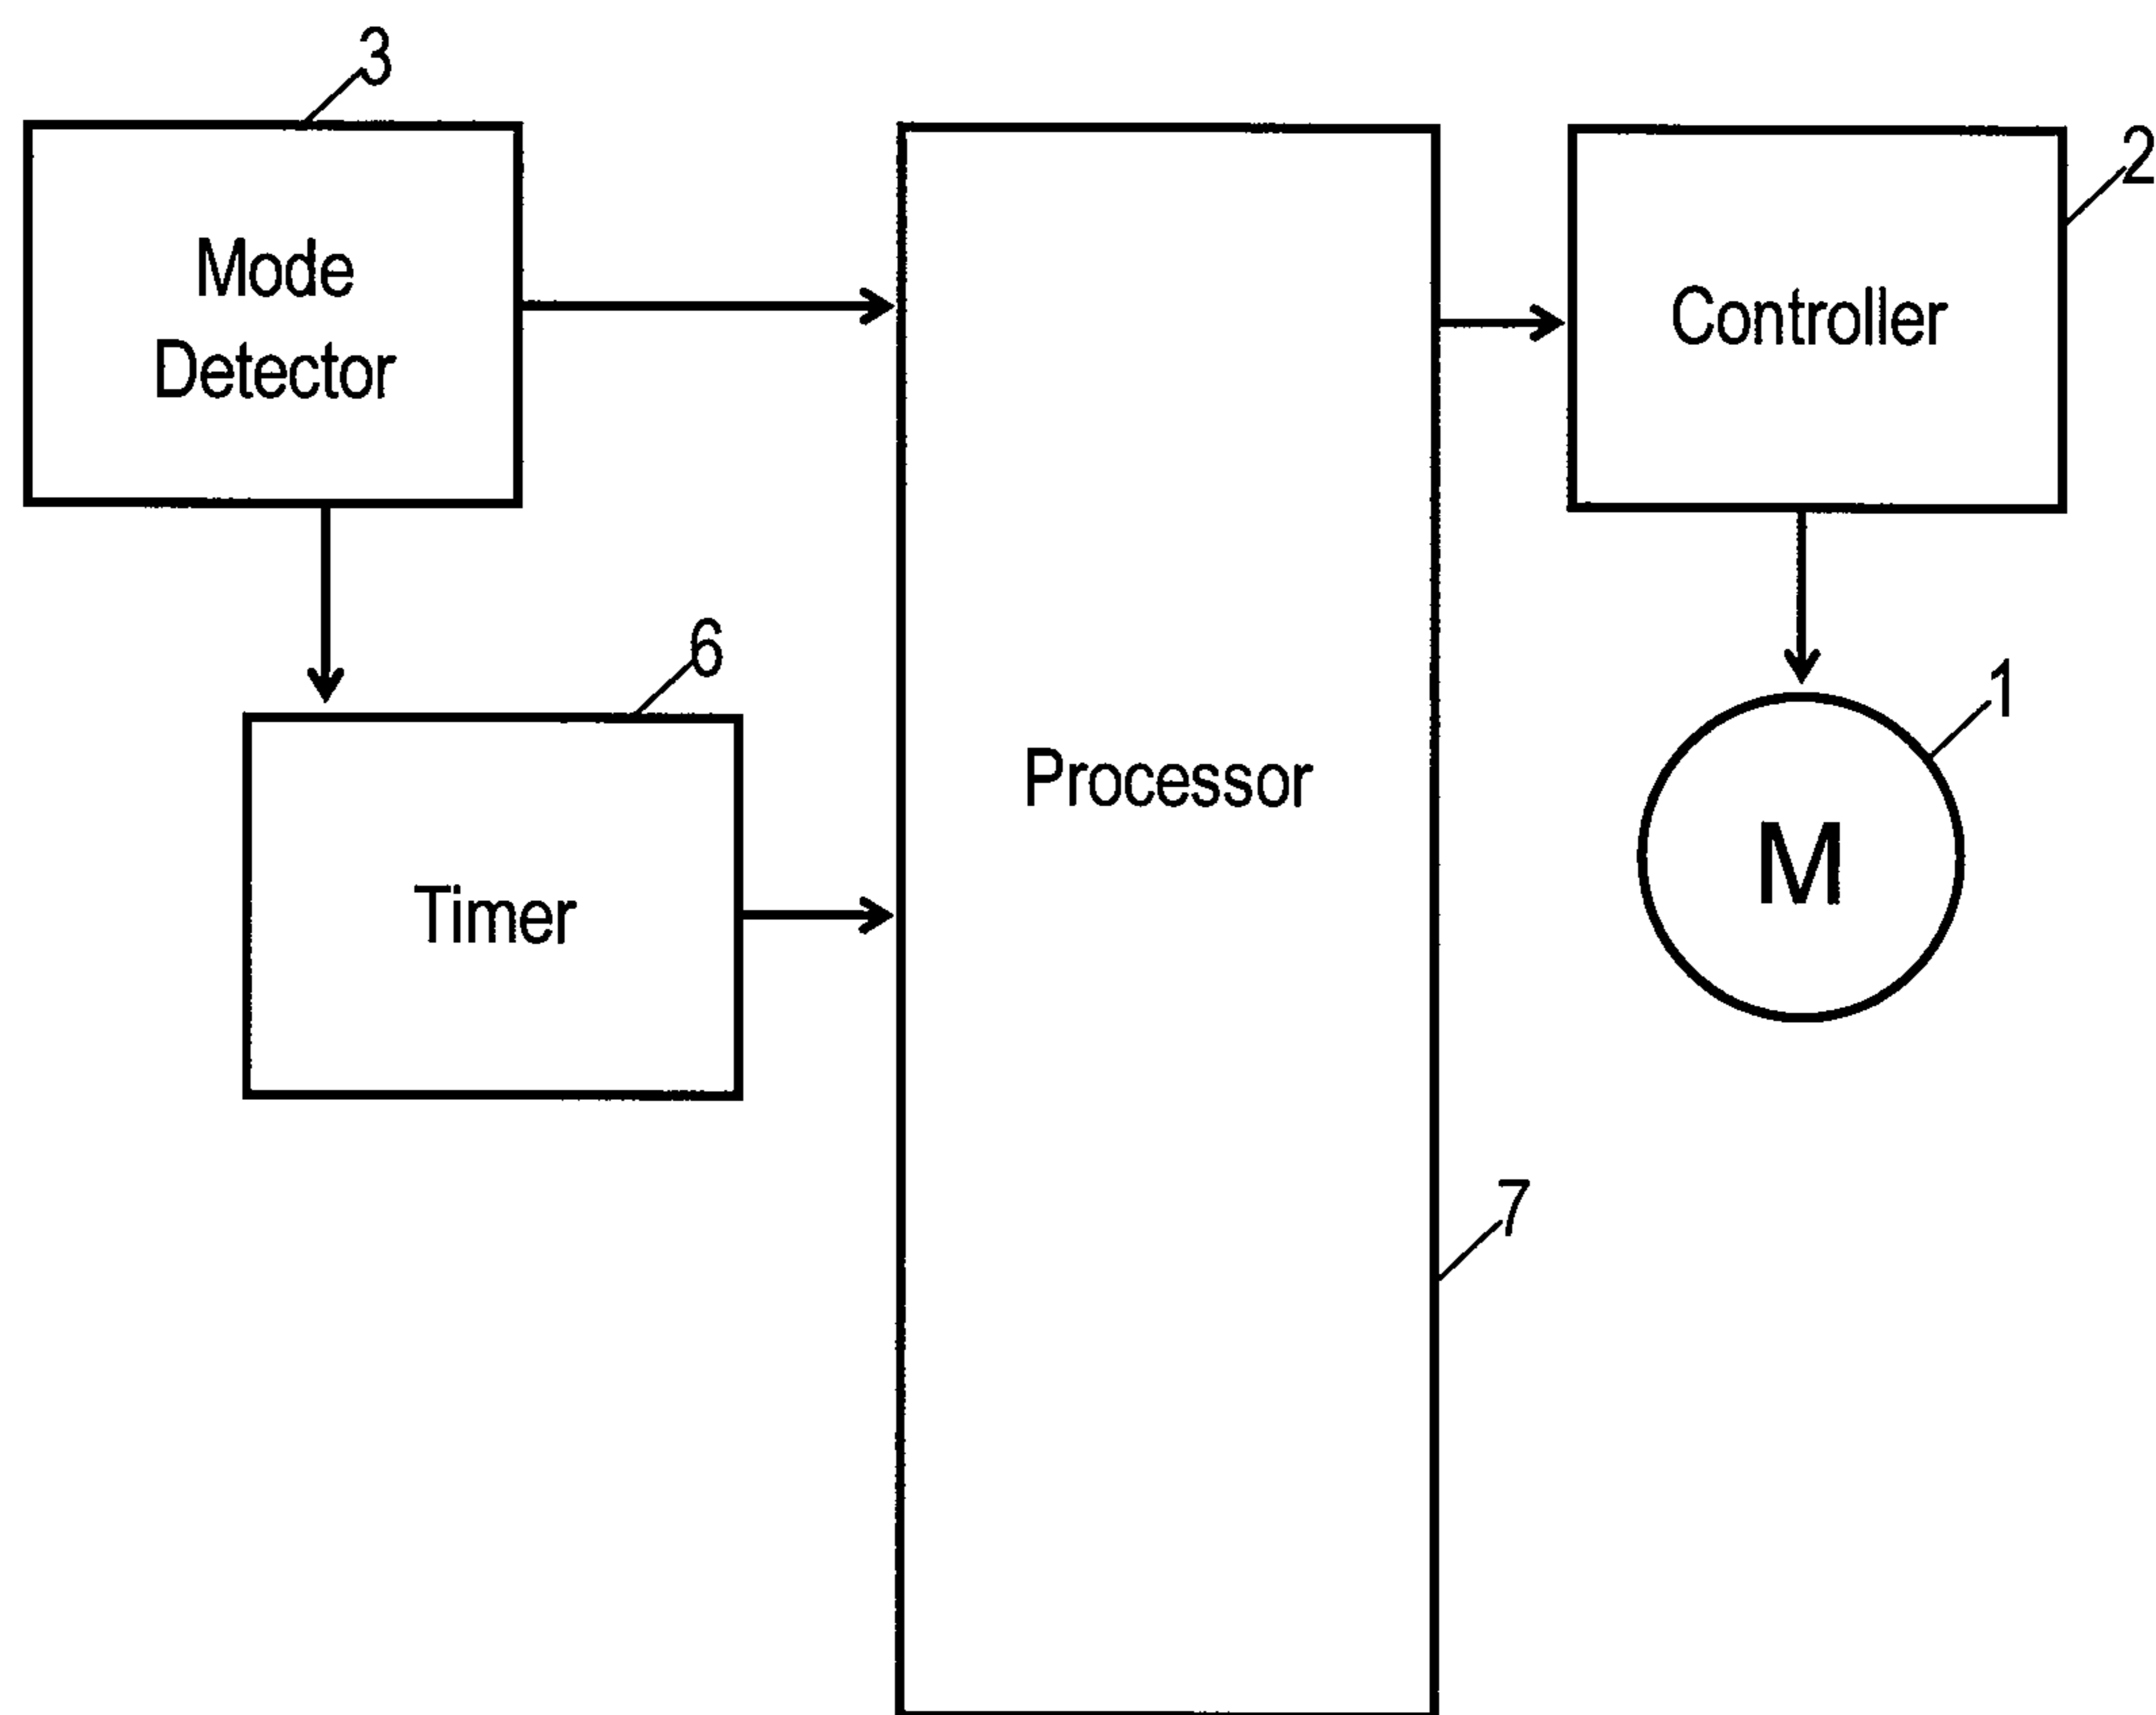 3
2
Mode
Detector
Controller
6
1
Processor
M
Timer
7